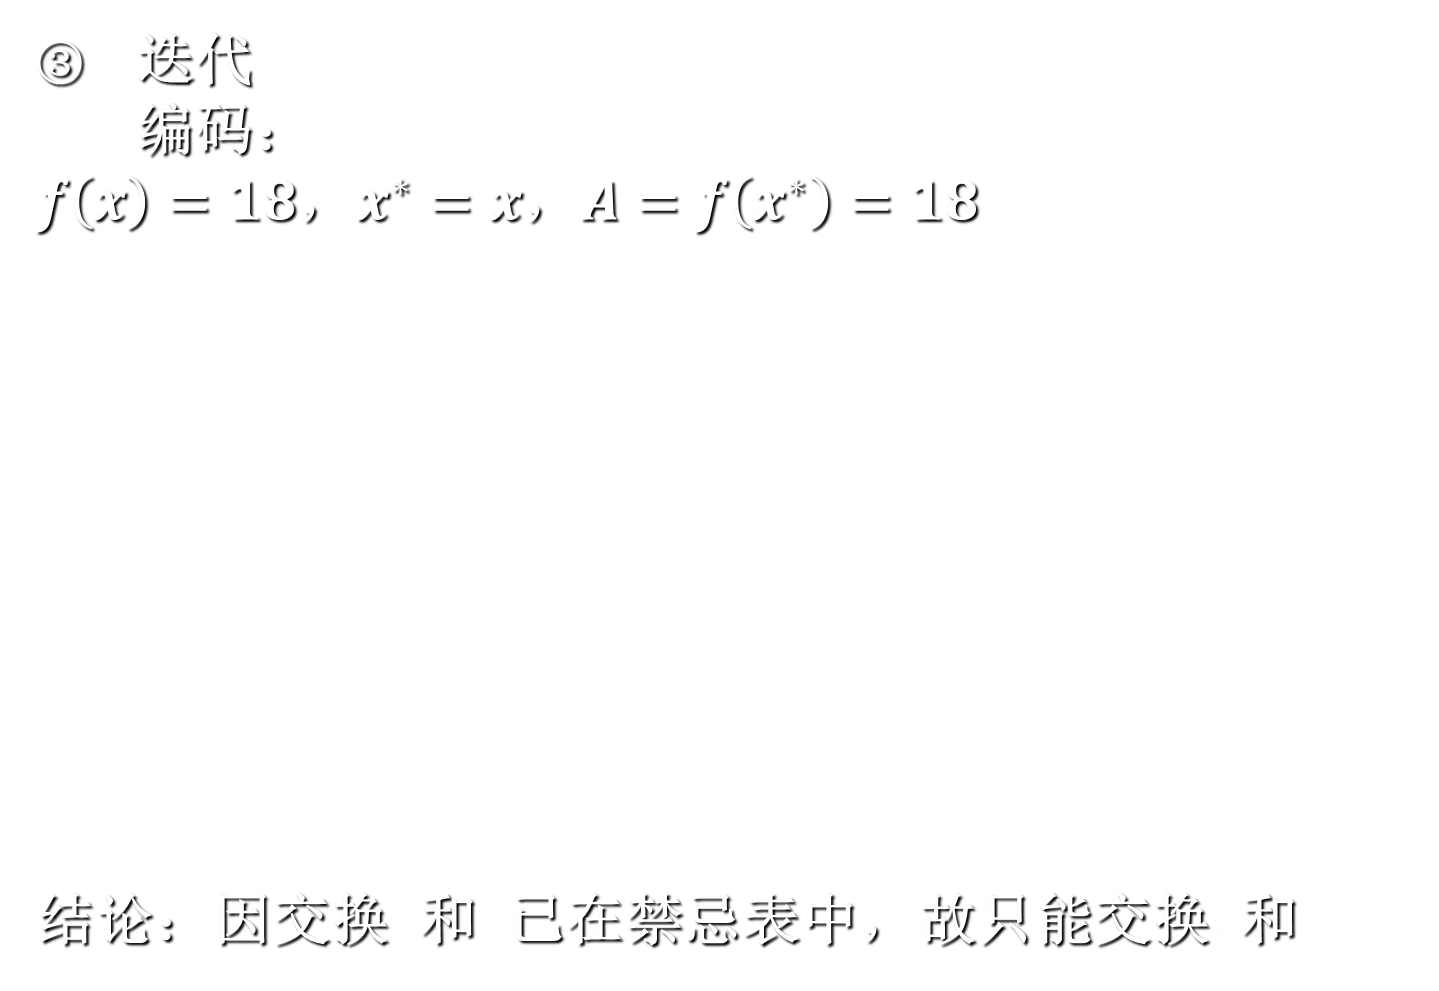 ③ 迭代
编码：
f(x) = 18，x* = x，A = f(x*) = 18
结论：因交换 和 已在禁忌表中，故只能交换 和